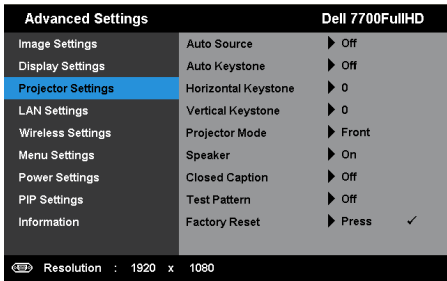 Advanced Settings Dell 7700FullHD
Image Settings Auto Source Off
Display Settings Auto Keystone Off
Projector Settings Horizontal Keystone 0
LAN Settings Vertical Keystone 0
Wireless Settings Projector Mode Front
Menu Settings Speaker On
Power Settings Closed Caption Off
PIP Settings Test Pattern Off
Information Factory Reset Press ✓
Resolution : 1920 x 1080